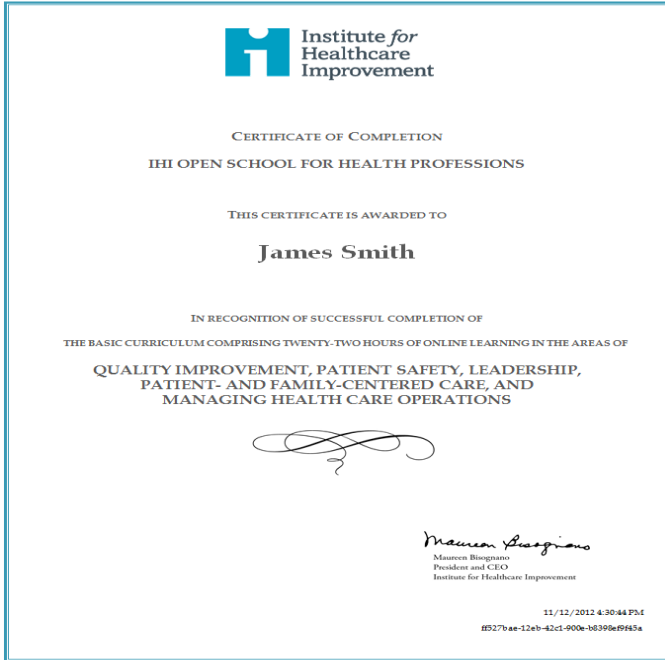 Institute for
Healthcare
Improvement
CERTIFICATE OF COMPLETION
IHI OPEN SCHOOL FOR HEALTH PROFESSIONS
THIS CERTIFICATE IS AWARDED TO
James Smith
IN RECOGNITION OF SUCCESSFUL COMPLETION OF
THE BASIC CURRICULUM COMPRISING TWENTY-TWO HOURS OF ONLINE LEARNING IN THE AREAS OF
QUALITY IMPROVEMENT, PATIENT SAFETY, LEADERSHIP,
PATIENT- AND FAMILY-CENTERED CARE, AND
MANAGING HEALTH CARE OPERATIONS
Maureen Bisognano
Maureen Bisognano
President and CEO
Institute for Healthcare Improvement
11/12/2012 4:30:44 PM
ff527bae-12eb-42c1-900e-b8398ef9f45a